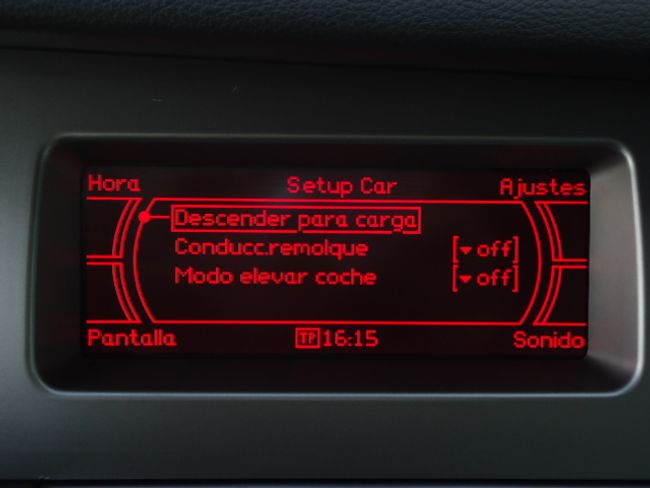 Hora Setup Car Ajustes
Descender para carga
Conducc.remolque [▾off]
Modo elevar coche [▾off]
Pantalla TP 16:15 Sonido